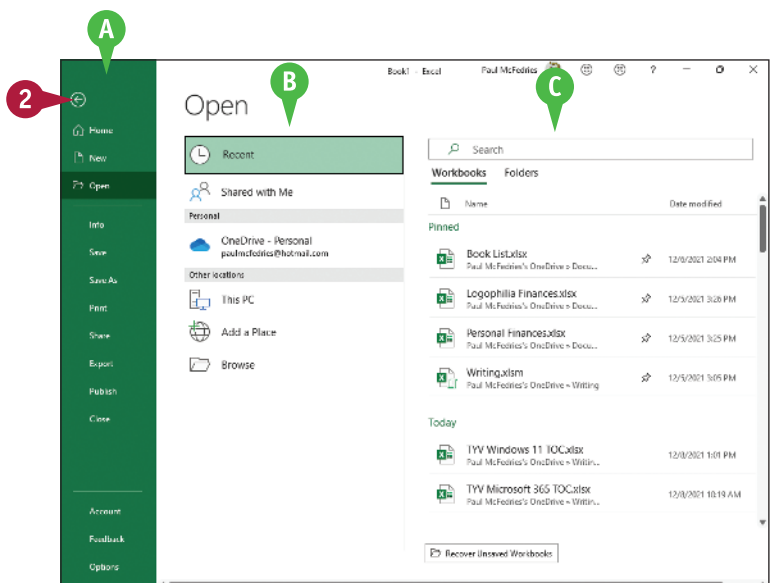 A
B
C
2
Book1 - Excel
Paul McFedries
?
Home
New
Open
Info
Save
Save As
Print
Share
Export
Publish
Close
Account
Feedback
Options
Open
Recent
Shared with Me
Personal
OneDrive - Personal
paulmcfedries@hotmail.com
Other locations
This PC
Add a Place
Browse
Search
Workbooks Folders
Name Date modified
Pinned
Book List.xlsx
Paul McFedries's OneDrive » Docu...
12/6/2021 2:04 PM
Logophilia Finances.xlsx
Paul McFedries's OneDrive » Docu...
12/5/2021 3:26 PM
Personal Finances.xlsx
Paul McFedries's OneDrive » Docu...
12/5/2021 3:25 PM
Writing.xlsm
Paul McFedries's OneDrive » Writing
12/5/2021 3:05 PM
Today
TYV Windows 11 TOC.xlsx
Paul McFedries's OneDrive » Writin...
12/8/2021 1:01 PM
TYV Microsoft 365 TOC.xlsx
Paul McFedries's OneDrive » Writin...
12/8/2021 10:19 AM
Recover Unsaved Workbooks